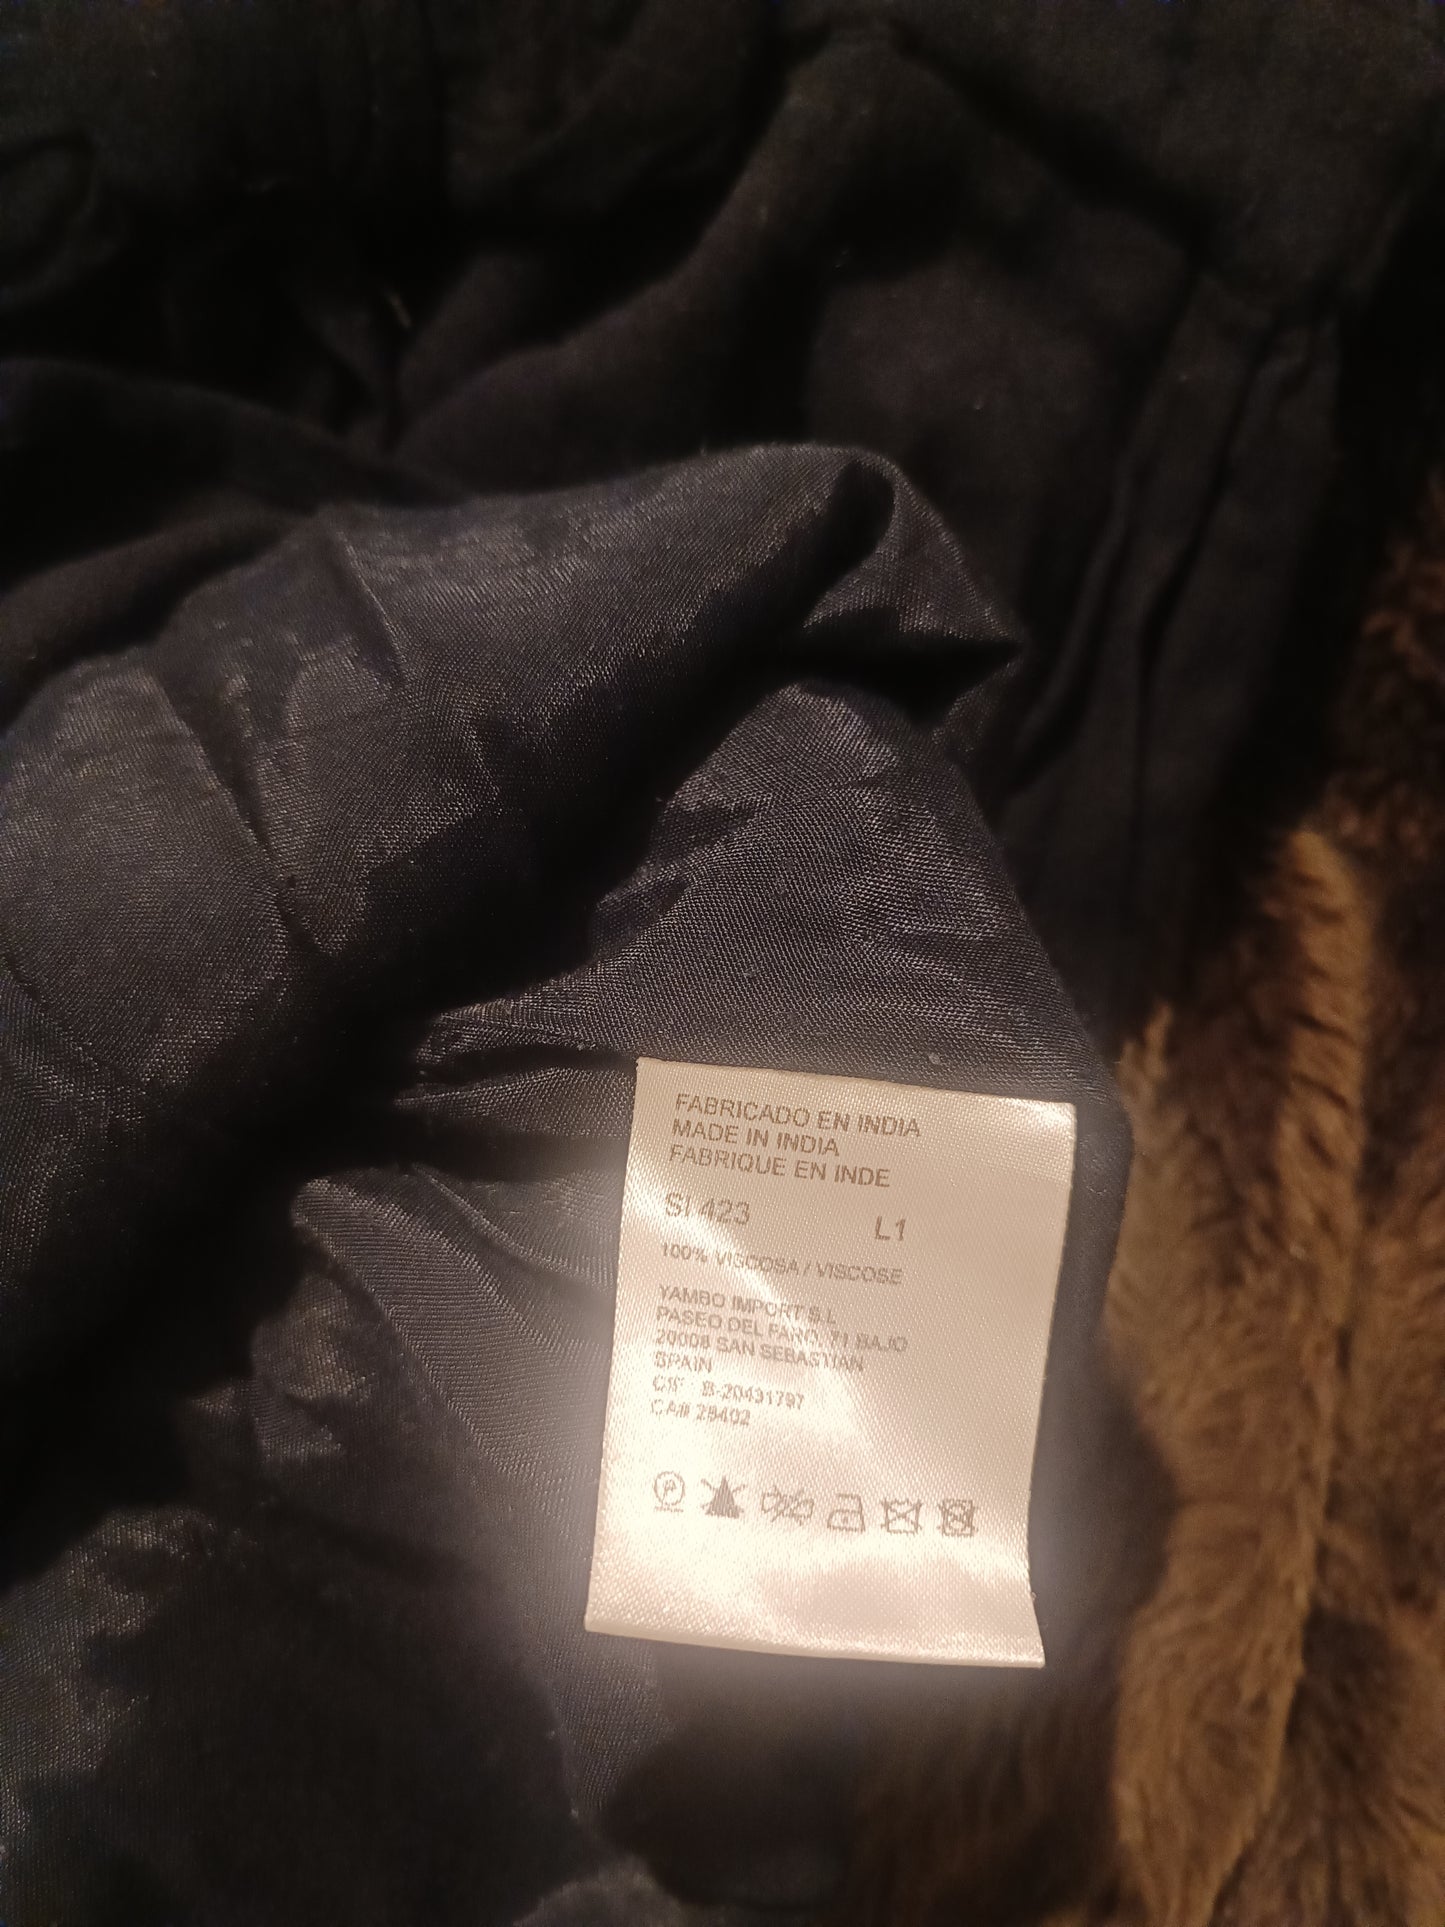 FABRICADO EN INDIA
MADE IN INDIA
FABRIQUE EN INDE
SI 423 L1
100% VISCOSA / VISCOSE
YAMBO IMPORT S.L
PASEO DEL FARO, 71 BAJO
20008 SAN SEBASTIAN
SPAIN
CIF B-20431797
CA# 28402
P